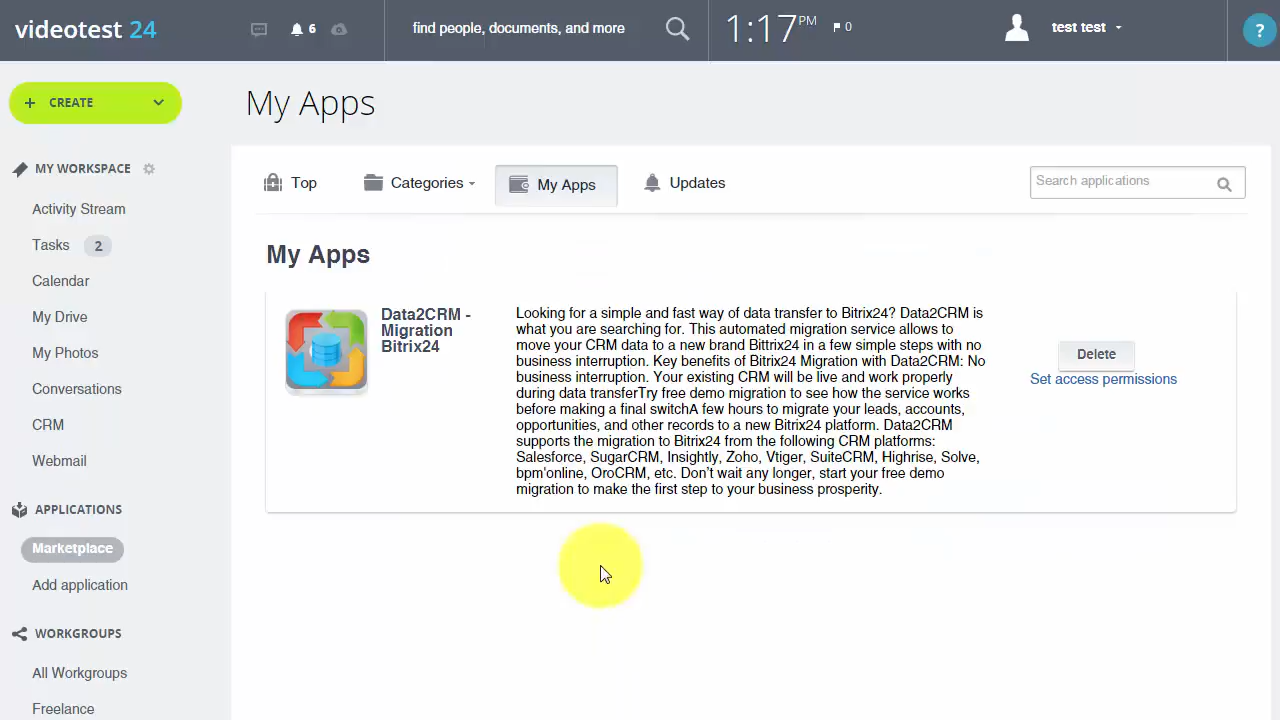 videotest 24
6
find people, documents, and more
1:17 PM
0
test test
?
+ CREATE
My Apps
MY WORKSPACE
Activity Stream
Tasks 2
Calendar
My Drive
My Photos
Conversations
CRM
Webmail
APPLICATIONS
Marketplace
Add application
WORKGROUPS
All Workgroups
Freelance
Top
Categories
My Apps
Updates
Search applications
My Apps
Data2CRM -
Migration
Bitrix24
Looking for a simple and fast way of data transfer to Bitrix24? Data2CRM is
what you are searching for. This automated migration service allows to
move your CRM data to a new brand Bittrix24 in a few simple steps with no
business interruption. Key benefits of Bitrix24 Migration with Data2CRM: No
business interruption. Your existing CRM will be live and work properly
during data transferTry free demo migration to see how the service works
before making a final switchA few hours to migrate your leads, accounts,
opportunities, and other records to a new Bitrix24 platform. Data2CRM
supports the migration to Bitrix24 from the following CRM platforms:
Salesforce, SugarCRM, Insightly, Zoho, Vtiger, SuiteCRM, Highrise, Solve,
bpm'online, OroCRM, etc. Don't wait any longer, start your free demo
migration to make the first step to your business prosperity.
Delete
Set access permissions